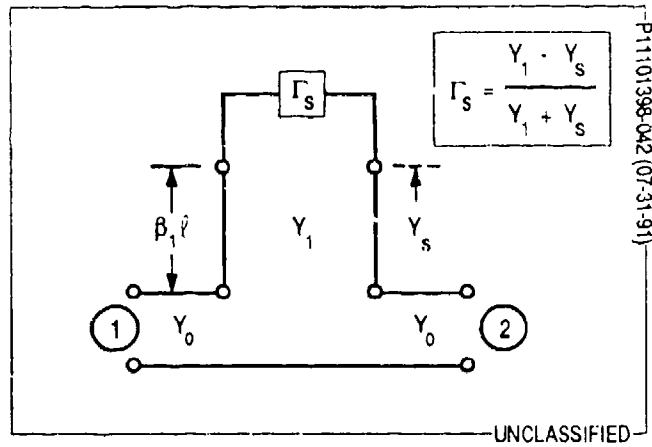 Γs = Y1 - Ys / Y1 + Ys
Γs
β1ℓ
Y1
Ys
1
Y0
Y0
2
P11101398-042 (07-31-91)
UNCLASSIFIED